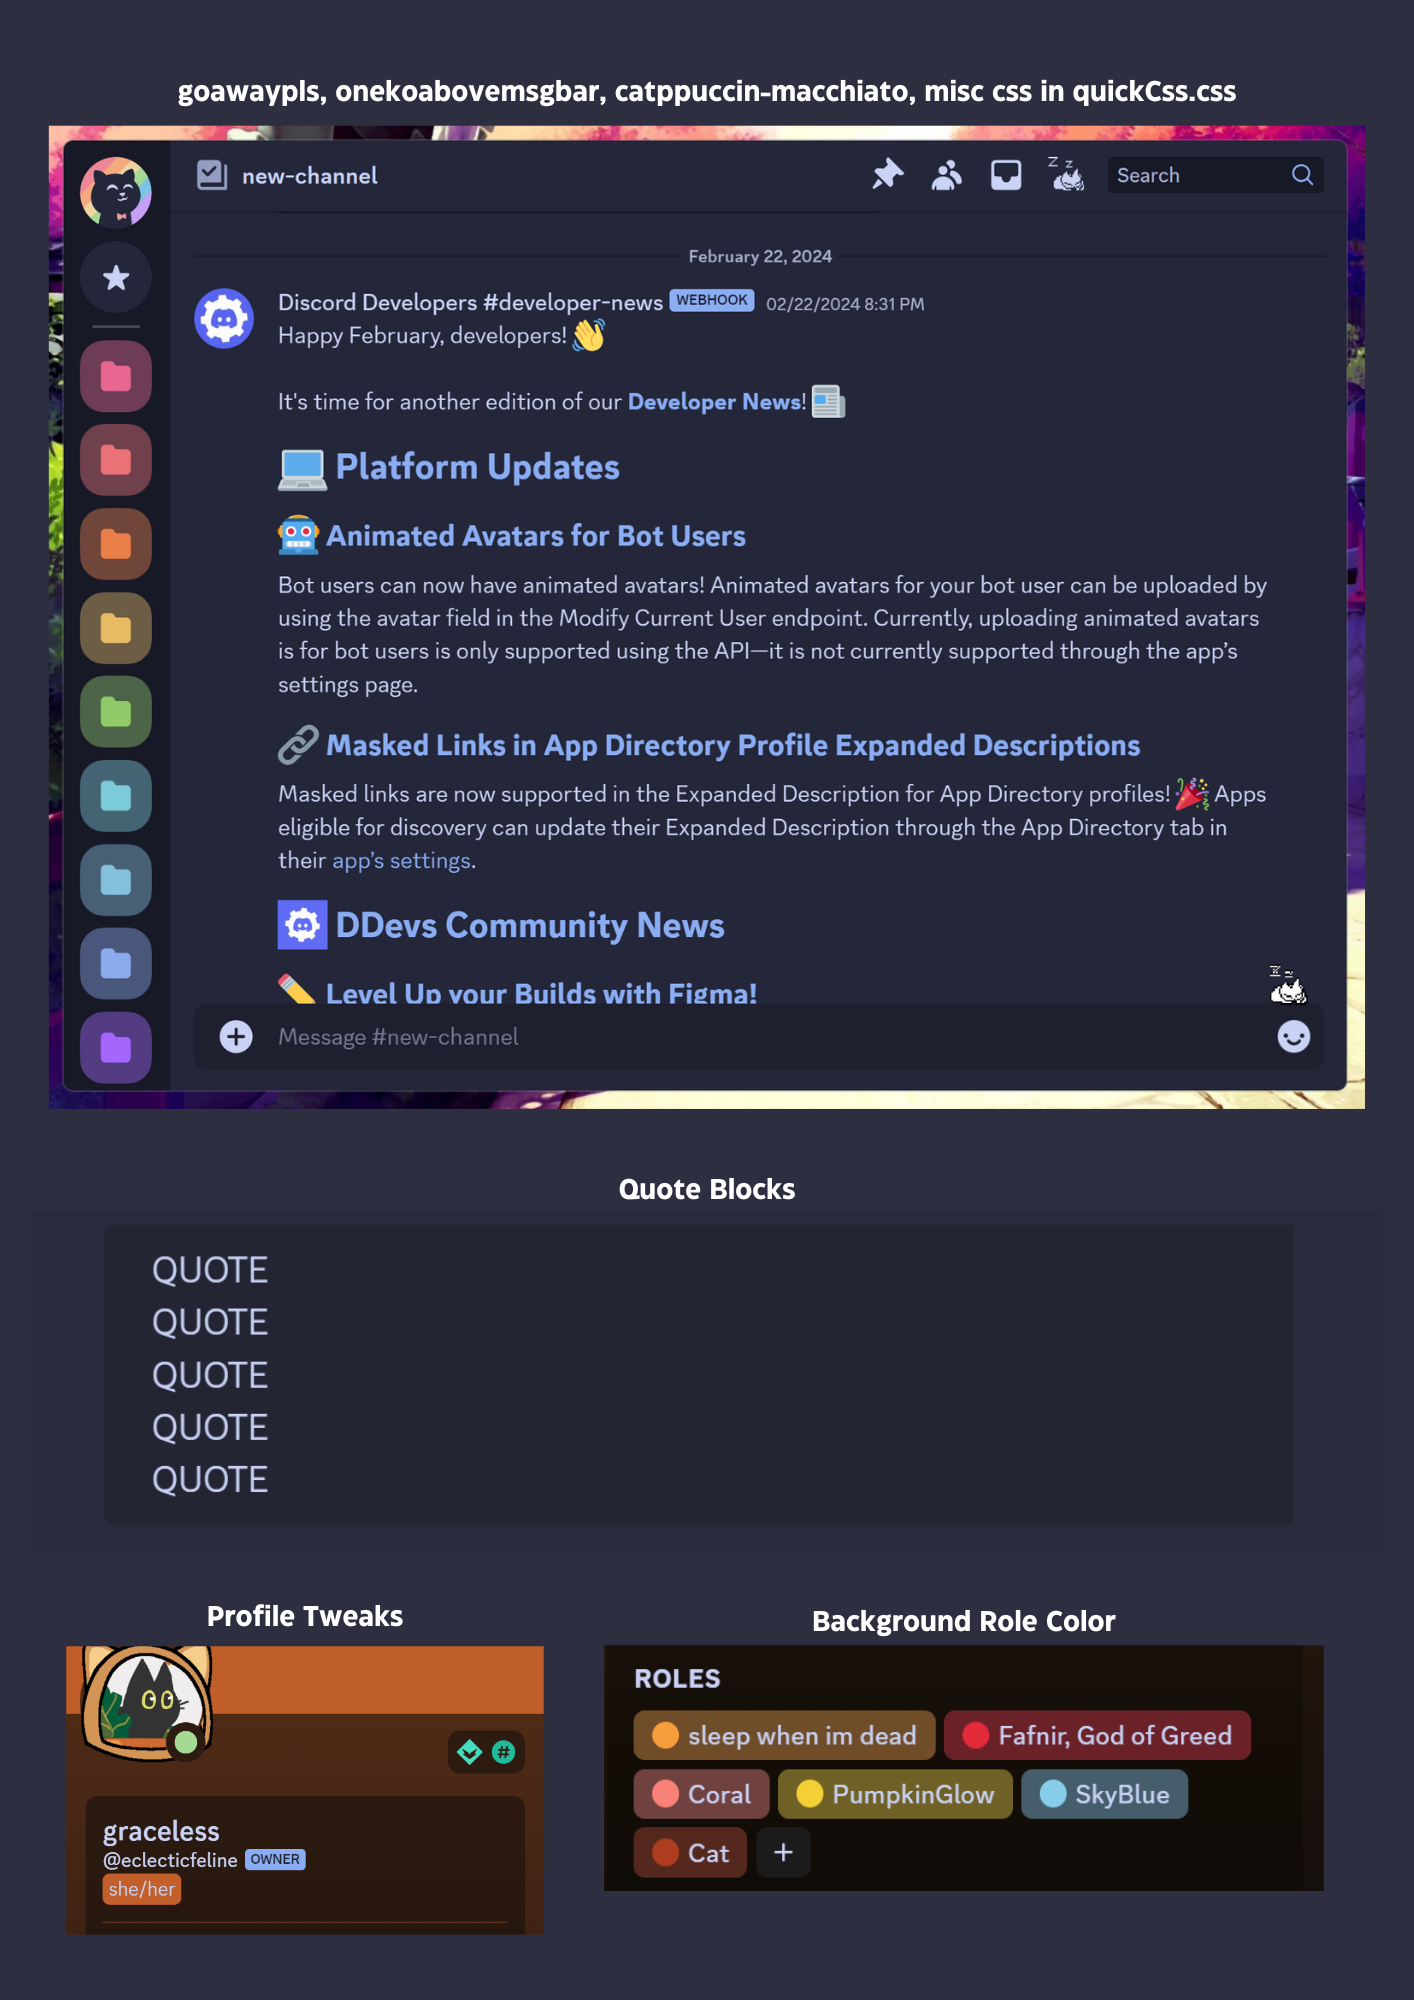 goawaypls, onekoabovemsgbar, catppuccin-macchiato, misc css in quickCss.css
new-channel
Z z
Search
February 22, 2024
Discord Developers #developer-news WEBHOOK 02/22/2024 8:31 PM
Happy February, developers!
It's time for another edition of our Developer News!
Platform Updates
Animated Avatars for Bot Users
Bot users can now have animated avatars! Animated avatars for your bot user can be uploaded by
using the avatar field in the Modify Current User endpoint. Currently, uploading animated avatars
is for bot users is only supported using the API—it is not currently supported through the app’s
settings page.
Masked Links in App Directory Profile Expanded Descriptions
Masked links are now supported in the Expanded Description for App Directory profiles! Apps
eligible for discovery can update their Expanded Description through the App Directory tab in
their app’s settings.
DDevs Community News
Level Up your Builds with Figma!
Message #new-channel
Quote Blocks
QUOTE
QUOTE
QUOTE
QUOTE
QUOTE
Profile Tweaks
Background Role Color
graceless
@eclecticfeline OWNER
she/her
ROLES
sleep when im dead Fafnir, God of Greed
Coral PumpkinGlow SkyBlue
Cat +